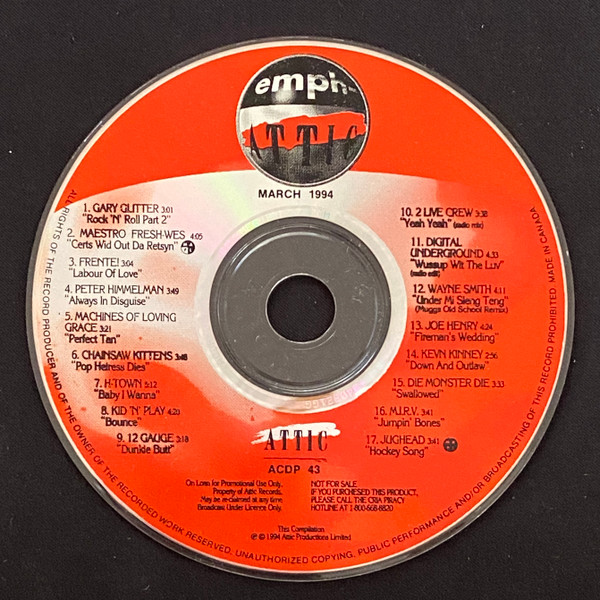 emph-
ATTIC
MARCH 1994
1. GARY GLITTER 3:01
"Rock 'N' Roll Part 2"
2. MAESTRO FRESH-WES 4:05
"Certs Wid Out Da Retsyn"
3. FRENTE! 3:04
"Labour Of Love"
4. PETER HIMMELMAN 3:49
"Always In Disguise"
5. MACHINES OF LOVING
GRACE 3:21
"Perfect Tan"
6. CHAINSAW KITTENS 3:48
"Pop Heiress Dies"
7. H-TOWN 5:12
"Baby I Wanna"
8. KID 'N' PLAY 4:20
"Bounce"
9. 12 GAUGE 3:18
"Dunkie Butt"
10. 2 LIVE CREW 3:38
"Yeah Yeah" (radio mix)
11. DIGITAL
UNDERGROUND 4:33
"Wussup Wit The Luv"
(radio edit)
12. WAYNE SMITH 4:11
"Under Mi Sleng Teng"
(Muggs Old School Remix)
13. JOE HENRY 4:24
"Fireman's Wedding"
14. KEVN KINNEY 2:56
"Down And Outlaw"
15. DIE MONSTER DIE 3:33
"Swallowed"
16. M.I.R.V. 3:41
"Jumpin' Bones"
17. JUGHEAD 3:41
"Hockey Song"
ATTIC
ACDP 43
On Loan for Promotional Use Only.
Property of Attic Records.
May be re-claimed at any time.
Broadcast Under Licence Only.
NOT FOR SALE
IF YOU PURCHESED THIS PRODUCT,
PLEASE CALL THE CRIA PIRACY
HOTLINE AT 1-800-668-8820
This Compilation
℗ © 1994 Attic Productions Limited
ALL RIGHTS OF THE RECORD PRODUCER AND OF THE OWNER OF THE RECORDED WORK RESERVED. UNAUTHORIZED COPYING, PUBLIC PERFORMANCE AND/OR BROADCASTING OF THIS RECORD PROHIBITED. MADE IN CANADA